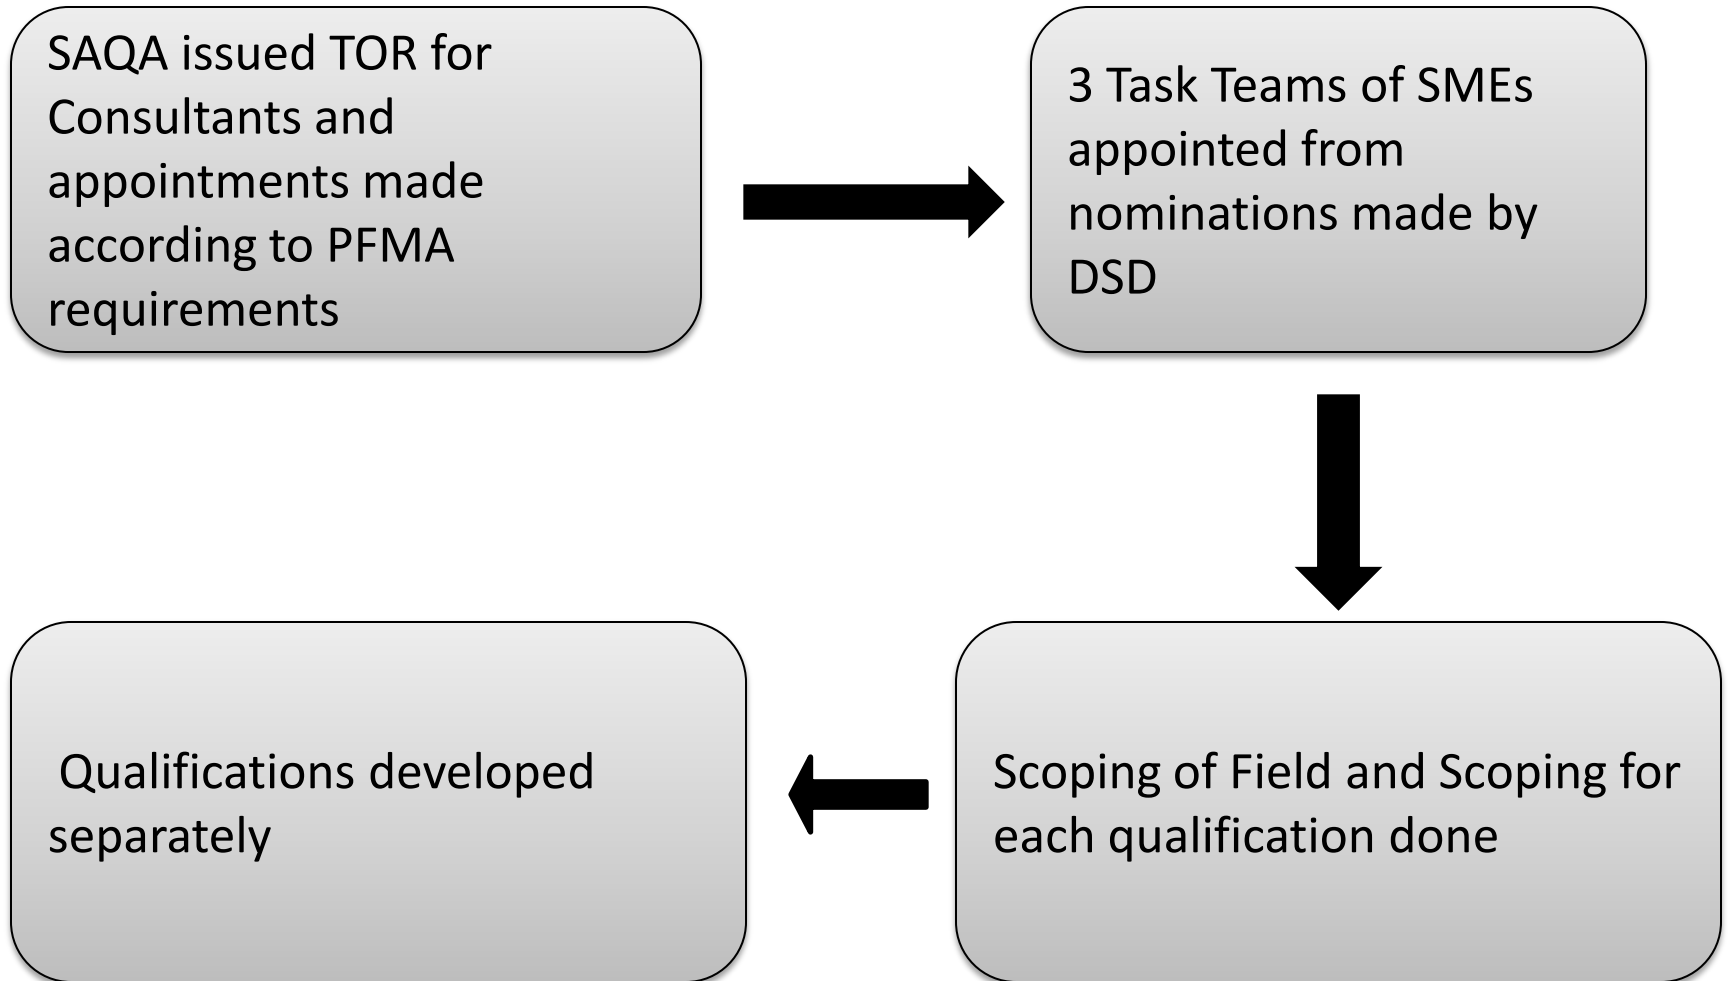 SAQA issued TOR for
Consultants and
appointments made
according to PFMA
requirements
3 Task Teams of SMEs
appointed from
nominations made by
DSD
Scoping of Field and Scoping for
each qualification done
Qualifications developed
separately